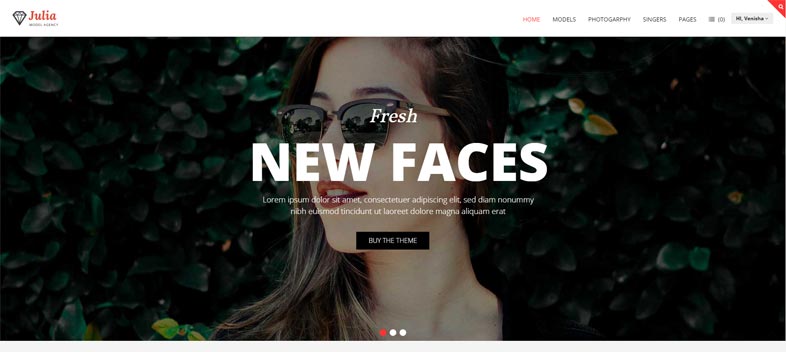 Julia
MODEL AGENCY
HOME
MODELS
PHOTOGARPHY
SINGERS
PAGES
(0)
HI, Venisha
Fresh
NEW FACES
Lorem ipsum dolor sit amet, consectetuer adipiscing elit, sed diam nonummy
nibh euismod tincidunt ut laoreet dolore magna aliquam erat
BUY THE THEME